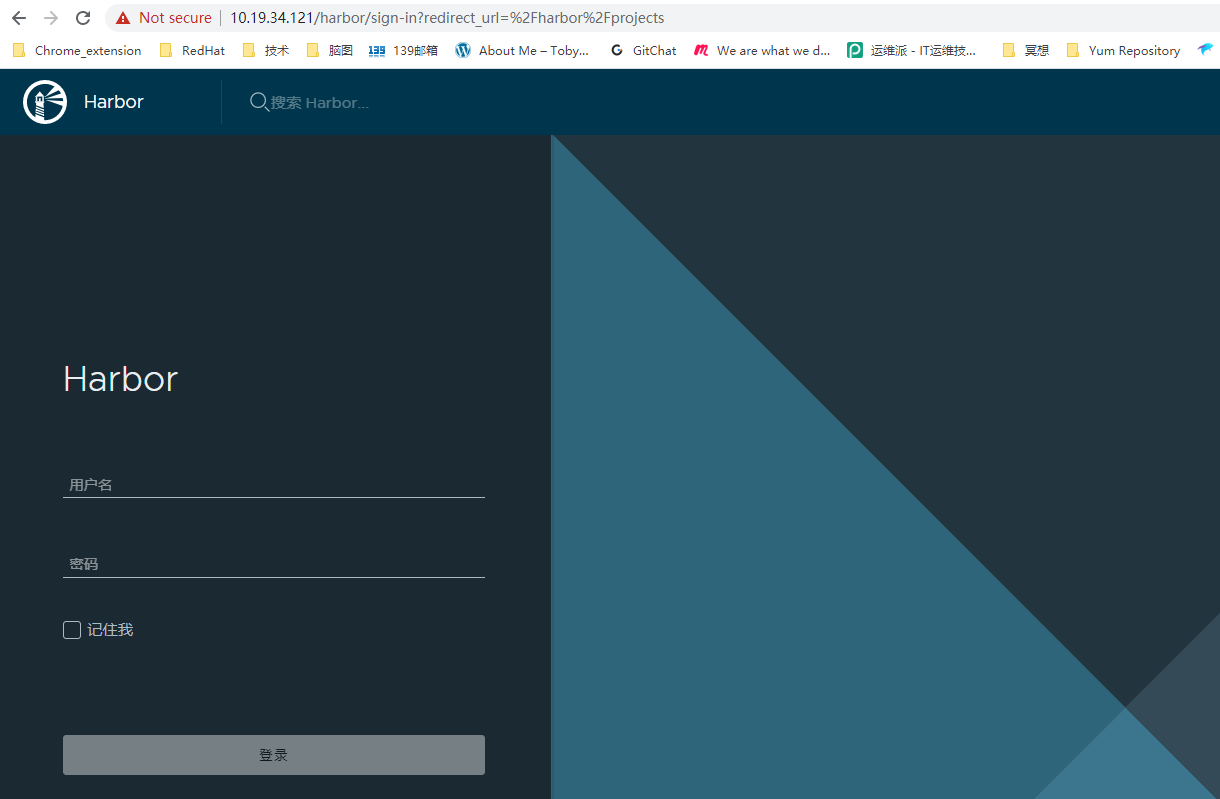 Not secure | 10.19.34.121/harbor/sign-in?redirect_url=%2Fharbor%2Fprojects
Chrome_extension RedHat 技术 脑图 139 139邮箱 About Me – Toby... GitChat We are what we d... 运维派 - IT运维技... 冥想 Yum Repository
Harbor 搜索 Harbor...
Harbor
用户名
密码
记住我
登录